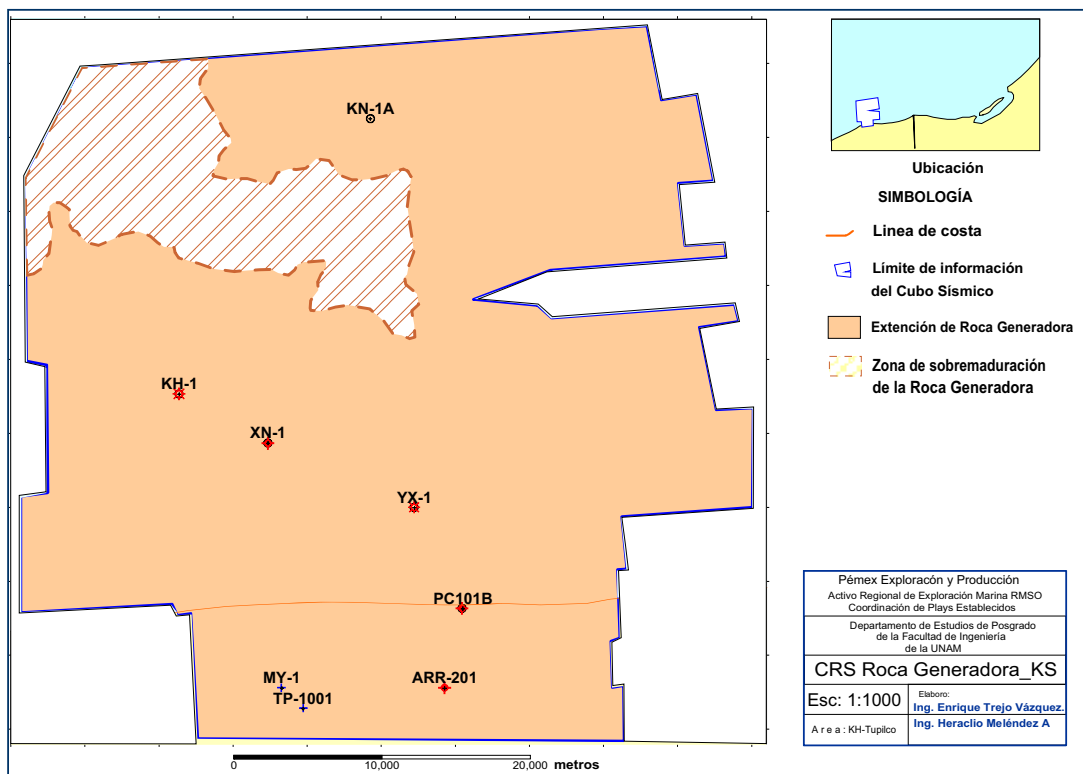 KN-1A
KH-1
XN-1
YX-1
PC101B
MY-1
ARR-201
TP-1001
0
10,000
20,000
metros
Ubicación
SIMBOLOGÍA
Linea de costa
Límite de información
del Cubo Sísmico
Extención de Roca Generadora
Zona de sobremaduración
de la Roca Generadora
Pémex Exploracón y Producción
Activo Regional de Exploración Marina RMSO
Coordinación de Plays Establecidos
Departamento de Estudios de Posgrado
de la Facultad de Ingeniería
de la UNAM
CRS Roca Generadora_KS
Esc: 1:1000
Elaboro:
Ing. Enrique Trejo Vázquez.
Ing. Heraclio Meléndez A
A r e a : KH-Tupilco